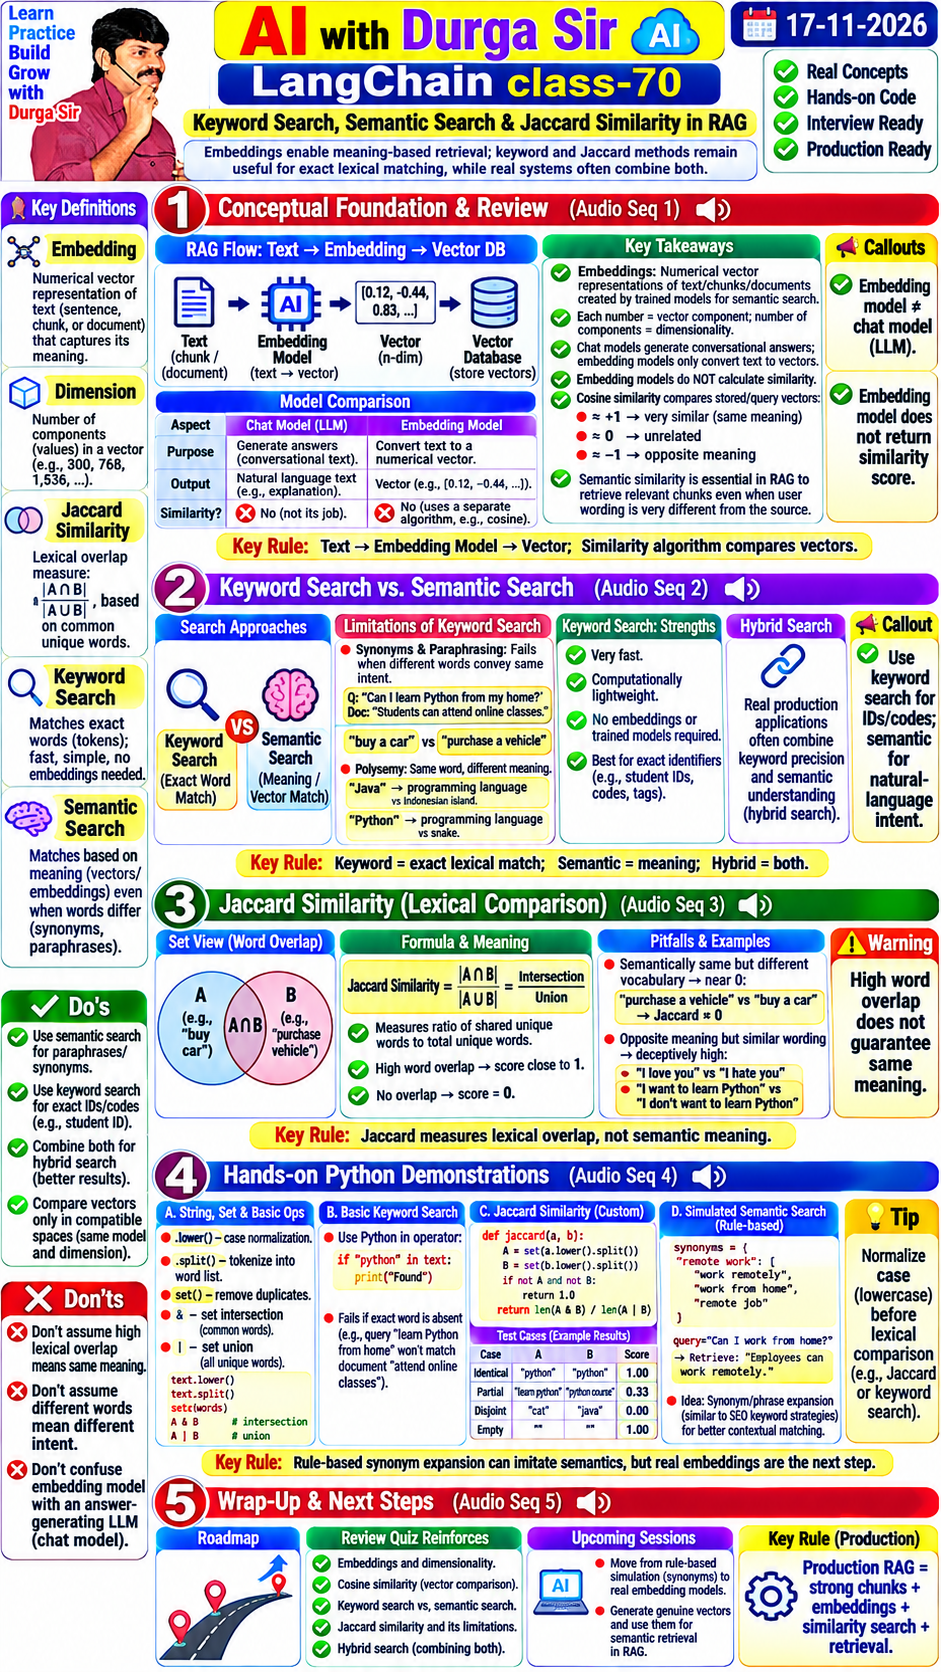 Learn
Practice
Build
Grow
with
Durga Sir
AI with Durga Sir
AI
LangChain class-70
Keyword Search, Semantic Search & Jaccard Similarity in RAG
Embeddings enable meaning-based retrieval; keyword and Jaccard methods remain
useful for exact lexical matching, while real systems often combine both.
17-11-2026
Real Concepts
Hands-on Code
Interview Ready
Production Ready
Key Definitions
Embedding
Numerical vector
representation of
text (sentence,
chunk, or document)
that captures its
meaning.
Dimension
Number of
components
(values) in a vector
(e.g., 300, 768,
1,536, ...).
Jaccard
Similarity
Lexical overlap
measure:
|A∩B|
|A∪B| , based
on common
unique words.
Keyword
Search
Matches exact
words (tokens);
fast, simple, no
embeddings needed.
Semantic
Search
Matches based on
meaning (vectors/
embeddings) even
when words differ
(synonyms,
paraphrases).
Do's
Use semantic search
for paraphrases/
synonyms.
Use keyword search
for exact IDs/codes
(e.g., student ID).
Combine both for
hybrid search
(better results).
Compare vectors
only in compatible
spaces (same model
and dimension).
Don'ts
Don't assume high
lexical overlap
means same meaning.
Don't assume
different words
mean different
intent.
Don't confuse
embedding model
with an answer-
generating LLM
(chat model).
1 Conceptual Foundation & Review (Audio Seq 1)
RAG Flow: Text → Embedding → Vector DB
AI
[0.12, -0.44,
0.83, ...]
Text
(chunk /
(document)
Embedding
Model
(text → vector)
Vector
(n-dim)
Vector
Database
(store vectors)
Model Comparison
Aspect Chat Model (LLM) Embedding Model
Purpose Generate answers (conversational text). Convert text to a numerical vector.
Output Natural language text (e.g., explanation). Vector (e.g., [0.12, −0.44, ...]).
Similarity? No (not its job). No (uses a separate algorithm, e.g., cosine).
Key Takeaways
Embeddings: Numerical vector
representations of text/chunks/documents
created by trained models for semantic search.
Each number = vector component; number of
components = dimensionality.
Chat models generate conversational answers;
embedding models only convert text to vectors.
Embedding models do NOT calculate similarity.
Cosine similarity compares stored/query vectors:
≈ +1 → very similar (same meaning)
≈ 0 → unrelated
≈ −1 → opposite meaning
Semantic similarity is essential in RAG to
retrieve relevant chunks even when user
wording is very different from the source.
Callouts
Embedding
model ≠
chat model
(LLM).
Embedding
model does
not return
similarity
score.
Key Rule: Text → Embedding Model → Vector; Similarity algorithm compares vectors.
2 Keyword Search vs. Semantic Search (Audio Seq 2)
Search Approaches
VS
Keyword
Search
(Exact Word
Match)
Semantic
Search
(Meaning /
Vector Match)
Limitations of Keyword Search
Synonyms & Paraphrasing: Fails
when different words convey same
intent.
Q: "Can I learn Python from my home?'
Doc: "Students can attend online classes."
"buy a car" vs "purchase a vehicle"
Polysemy: Same word, different meaning.
"Java" → programming language
vs Indonesian island.
"Python" → programming language
vs snake.
Keyword Search: Strengths
Very fast.
Computationally
lightweight.
No embeddings or
trained models required.
Best for exact identifiers
(e.g., student IDs,
codes, tags).
Hybrid Search
Real production
applications
often combine
keyword precision
and semantic
understanding
(hybrid search).
Callout
Use
keyword
search for
IDs/codes;
semantic
for
natural-
language
intent.
Key Rule: Keyword = exact lexical match; Semantic = meaning; Hybrid = both.
3 Jaccard Similarity (Lexical Comparison) (Audio Seq 3)
Set View (Word Overlap)
A
(e.g.,
"buy
car")
A∩B
B
(e.g.,
"purchase
vehicle")
Formula & Meaning
Jaccard Similarity = |A∩B| / |A∪B| = Intersection / Union
Measures ratio of shared unique
words to total unique words.
High word overlap → score close to 1.
No overlap → score = 0.
Pitfalls & Examples
Semantically same but different
vocabulary → near 0:
"purchase a vehicle" vs "buy a car"
→ Jaccard ≈ 0
Opposite meaning but similar wording
→ deceptively high:
"I love you" vs "I hate you"
"I want to learn Python" vs
"I don't want to learn Python"
Warning
High word
overlap
does not
guarantee
same
meaning.
Key Rule: Jaccard measures lexical overlap, not semantic meaning.
4 Hands-on Python Demonstrations (Audio Seq 4)
A. String, Set & Basic Ops
.lower() – case normalization.
.split() – tokenize into
word list.
set() – remove duplicates.
& – set intersection
(common words).
| – set union
(all unique words).
text.lower()
text.split()
set(words)
A & B # intersection
A | B # union
B. Basic Keyword Search
Use Python in operator:
if "python" in text:
print("Found")
Fails if exact word is absent
(e.g., query "learn Python
from home" won't match
document "attend online
classes").
C. Jaccard Similarity (Custom)
def jaccard(a, b):
A = set(a.lower().split())
B = set(b.lower().split())
if not A and not B:
return 1.0
return len(A & B) / len(A | B)
Test Cases (Example Results)
Case A B Score
Identical "python" "python" 1.00
Partial "learn python" "python course" 0.33
Disjoint "cat" "java" 0.00
Empty "" "" 1.00
D. Simulated Semantic Search
(Rule-based)
synonyms = {
"remote work": [
"work remotely",
"work from home",
"remote job"
]
query="Can I work from home?"
→ Retrieve: "Employees can
work remotely."
Idea: Synonym/phrase expansion
(similar to SEO keyword strategies)
for better contextual matching.
Tip
Normalize
case
(lowercase)
before
lexical
comparison
(e.g., Jaccard
or keyword
search).
Key Rule: Rule-based synonym expansion can imitate semantics, but real embeddings are the next step.
5 Wrap-Up & Next Steps (Audio Seq 5)
Roadmap
Review Quiz Reinforces
Embeddings and dimensionality.
Cosine similarity (vector comparison).
Keyword search vs, semantic search.
Jaccard similarity and its limitations.
Hybrid search (combining both).
Upcoming Sessions
AI
Move from rule-based
simulation (synonyms) to
real embedding models.
Generate genuine vectors
and use them for
semantic retrieval
in RAG.
Key Rule (Production)
Production RAG =
strong chunks +
embeddings +
similarity search +
retrieval.